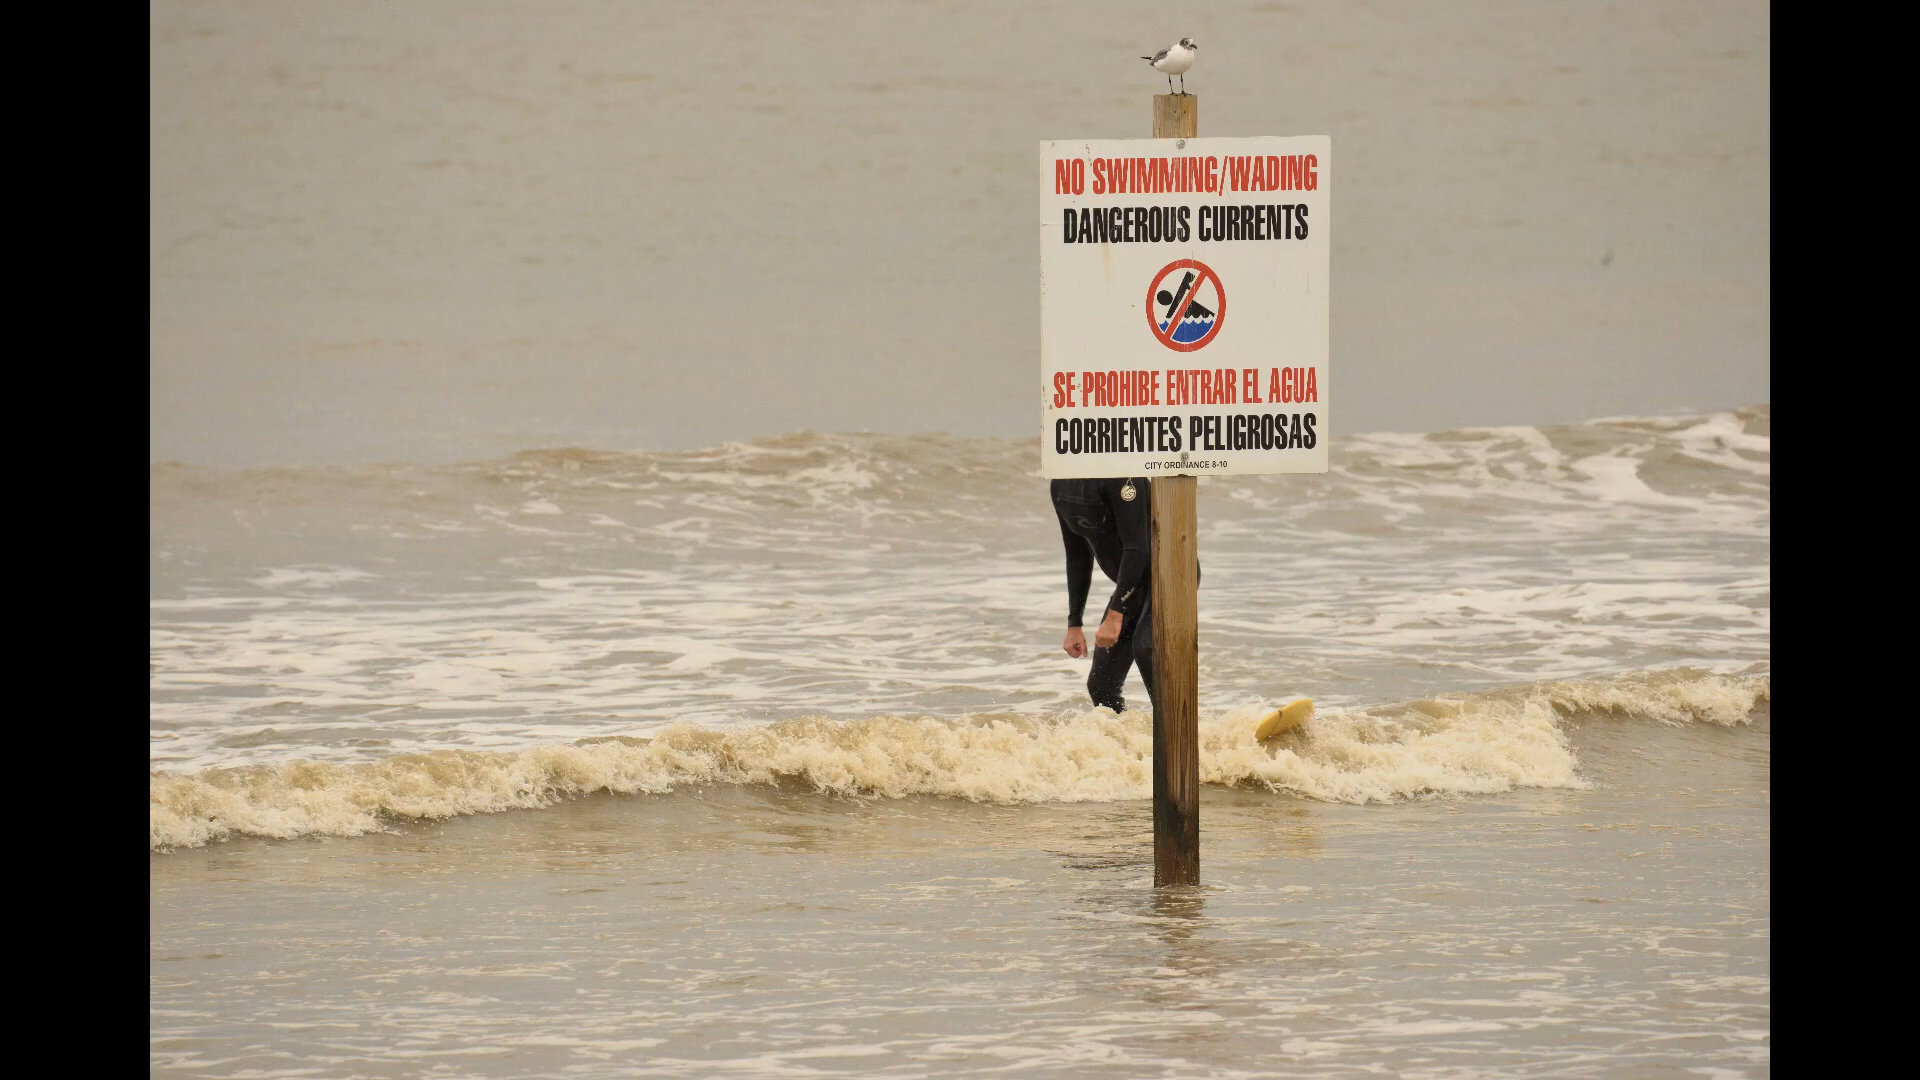 NO SWIMMING/WADING
DANGEROUS CURRENTS
SE PROHIBE ENTRAR EL AGUA
CORRIENTES PELIGROSAS
CITY ORDINANCE 8-10